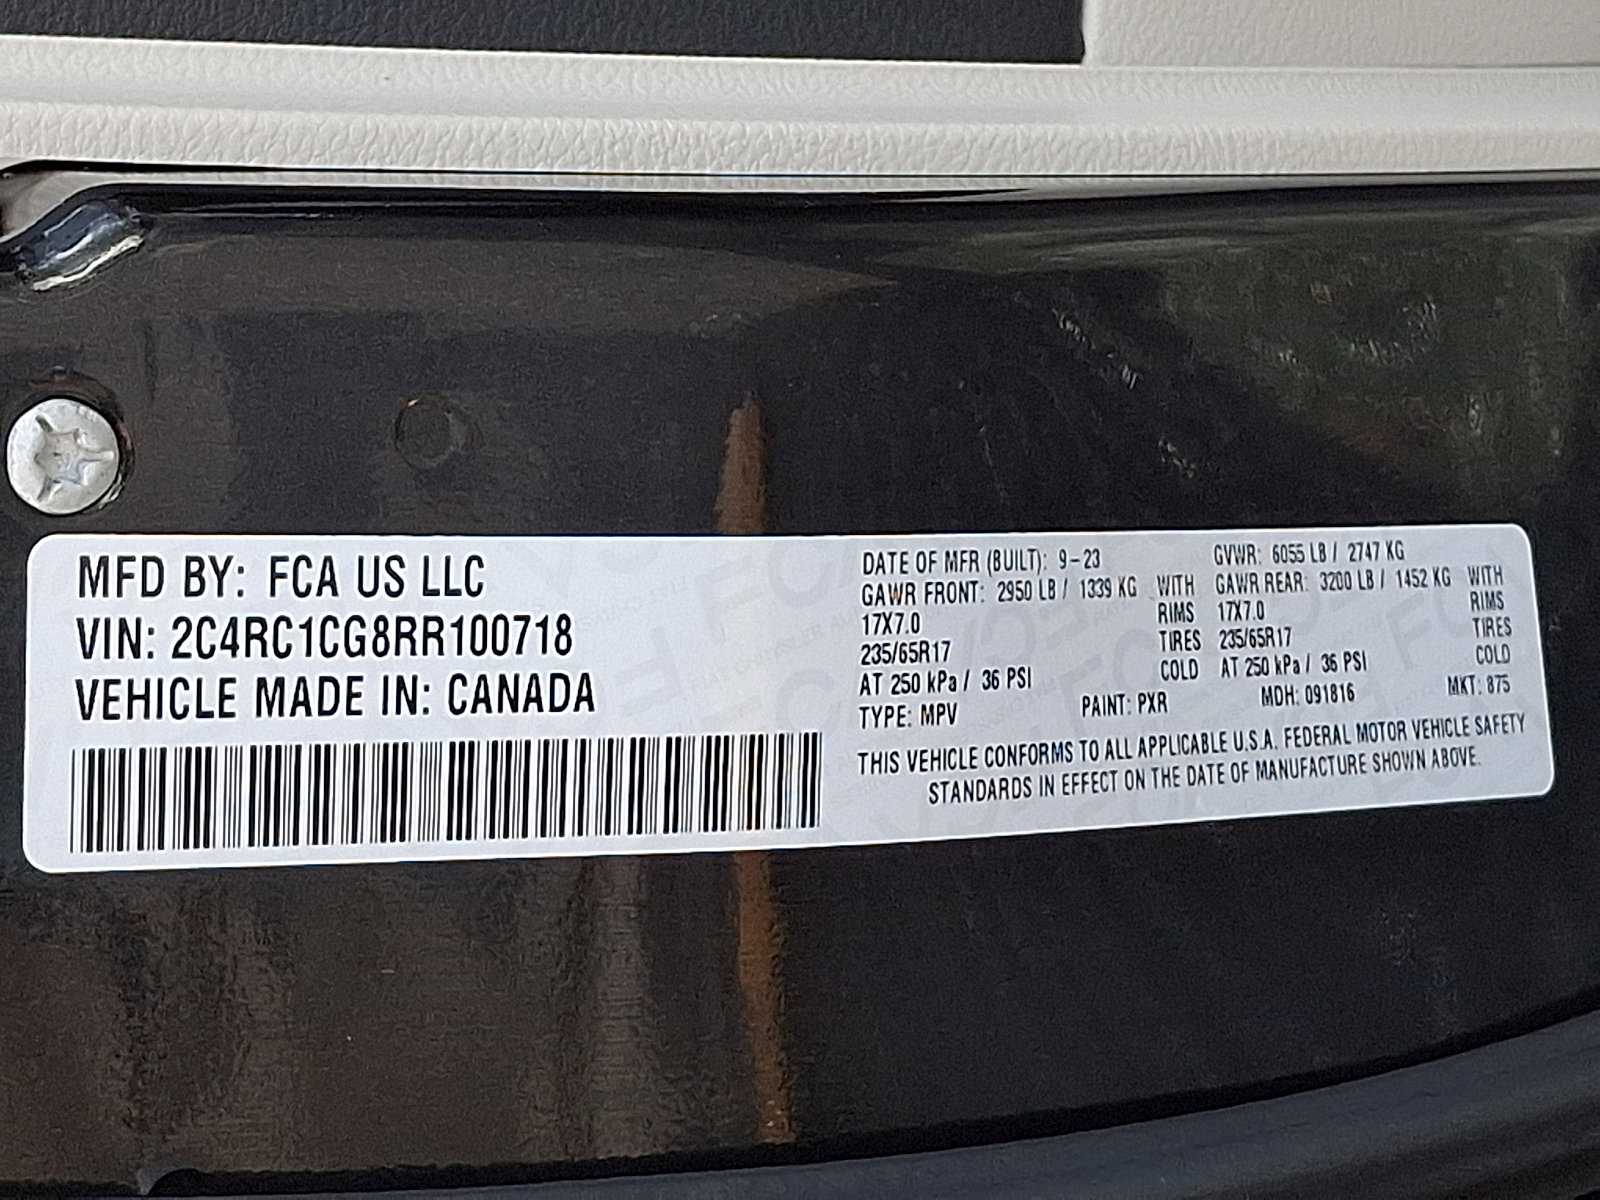 MFD BY: FCA US LLC
VIN: 2C4RC1CG8RR100718
VEHICLE MADE IN: CANADA
DATE OF MFR (BUILT): 9-23 GVWR: 6055 LB / 2747 KG
GAWR FRONT: 2950 LB / 1339 KG WITH GAWR REAR: 3200 LB / 1452 KG WITH
17X7.0 RIMS 17X7.0 RIMS
235/65R17 TIRES 235/65R17 TIRES
AT 250 kPa / 36 PSI COLD AT 250 kPa / 36 PSI COLD
TYPE: MPV PAINT: PXR MDH: 091816 MKT: 875
THIS VEHICLE CONFORMS TO ALL APPLICABLE U.S.A. FEDERAL MOTOR VEHICLE SAFETY
STANDARDS IN EFFECT ON THE DATE OF MANUFACTURE SHOWN ABOVE.